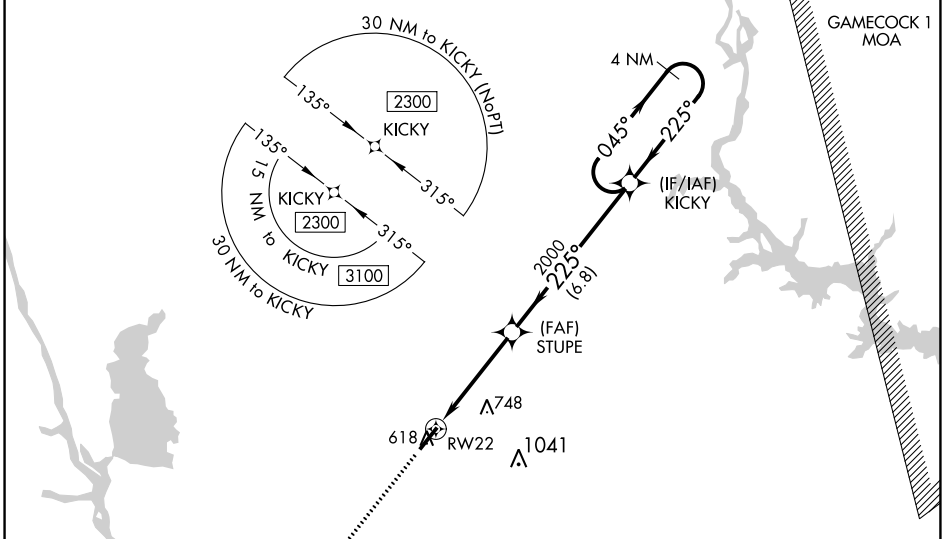 30 NM to KICKY (NoPT)
135°
2300
KICKY
315°
135°
15 NM to KICKY
KICKY
2300
315°
3100
30 NM to KICKY
4 NM
045°
225°
(IF/IAF)
KICKY
2000
225°
(6.8)
(FAF)
STUPE
748
618
RW22
1041
GAMECOCK 1
MOA